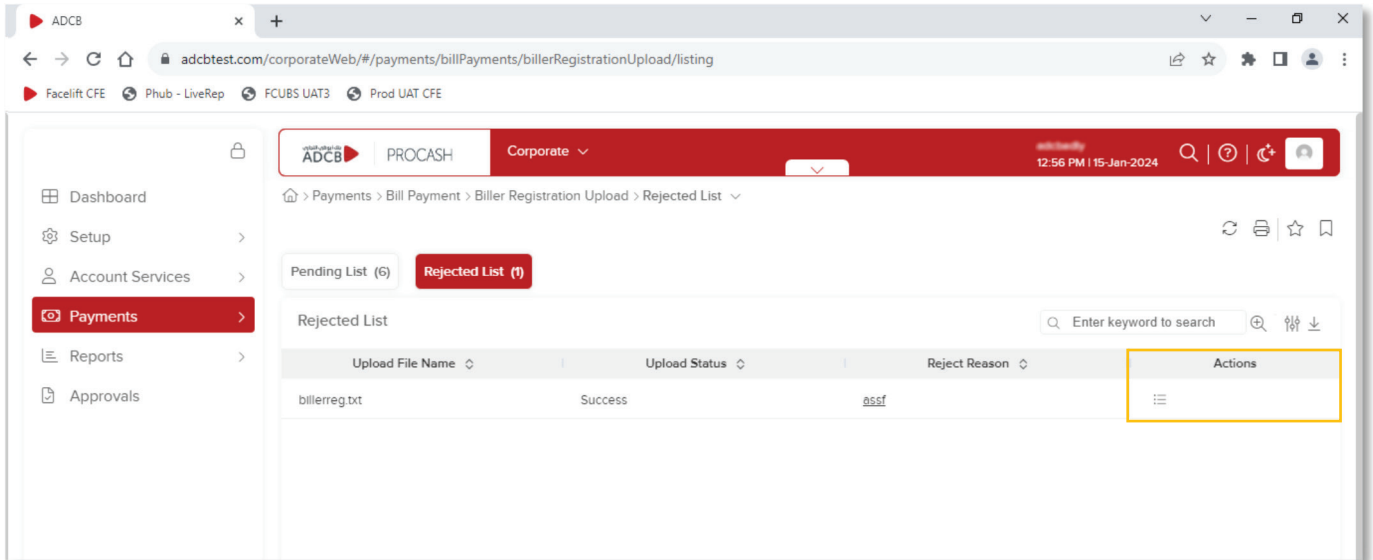 ADCB
adcbtest.com/corporateWeb/#/payments/billPayments/billerRegistrationUpload/listing
Facelift CFE Phub - LiveRep FCUBS UAT3 Prod UAT CFE
ADCB PROCASH Corporate
12:56 PM | 15-Jan-2024
Dashboard
Setup
Account Services
Payments
Reports
Approvals
> Payments > Bill Payment > Biller Registration Upload > Rejected List
Pending List (6) Rejected List (1)
Rejected List Enter keyword to search
Upload File Name Upload Status Reject Reason Actions
billerreg.txt Success assf